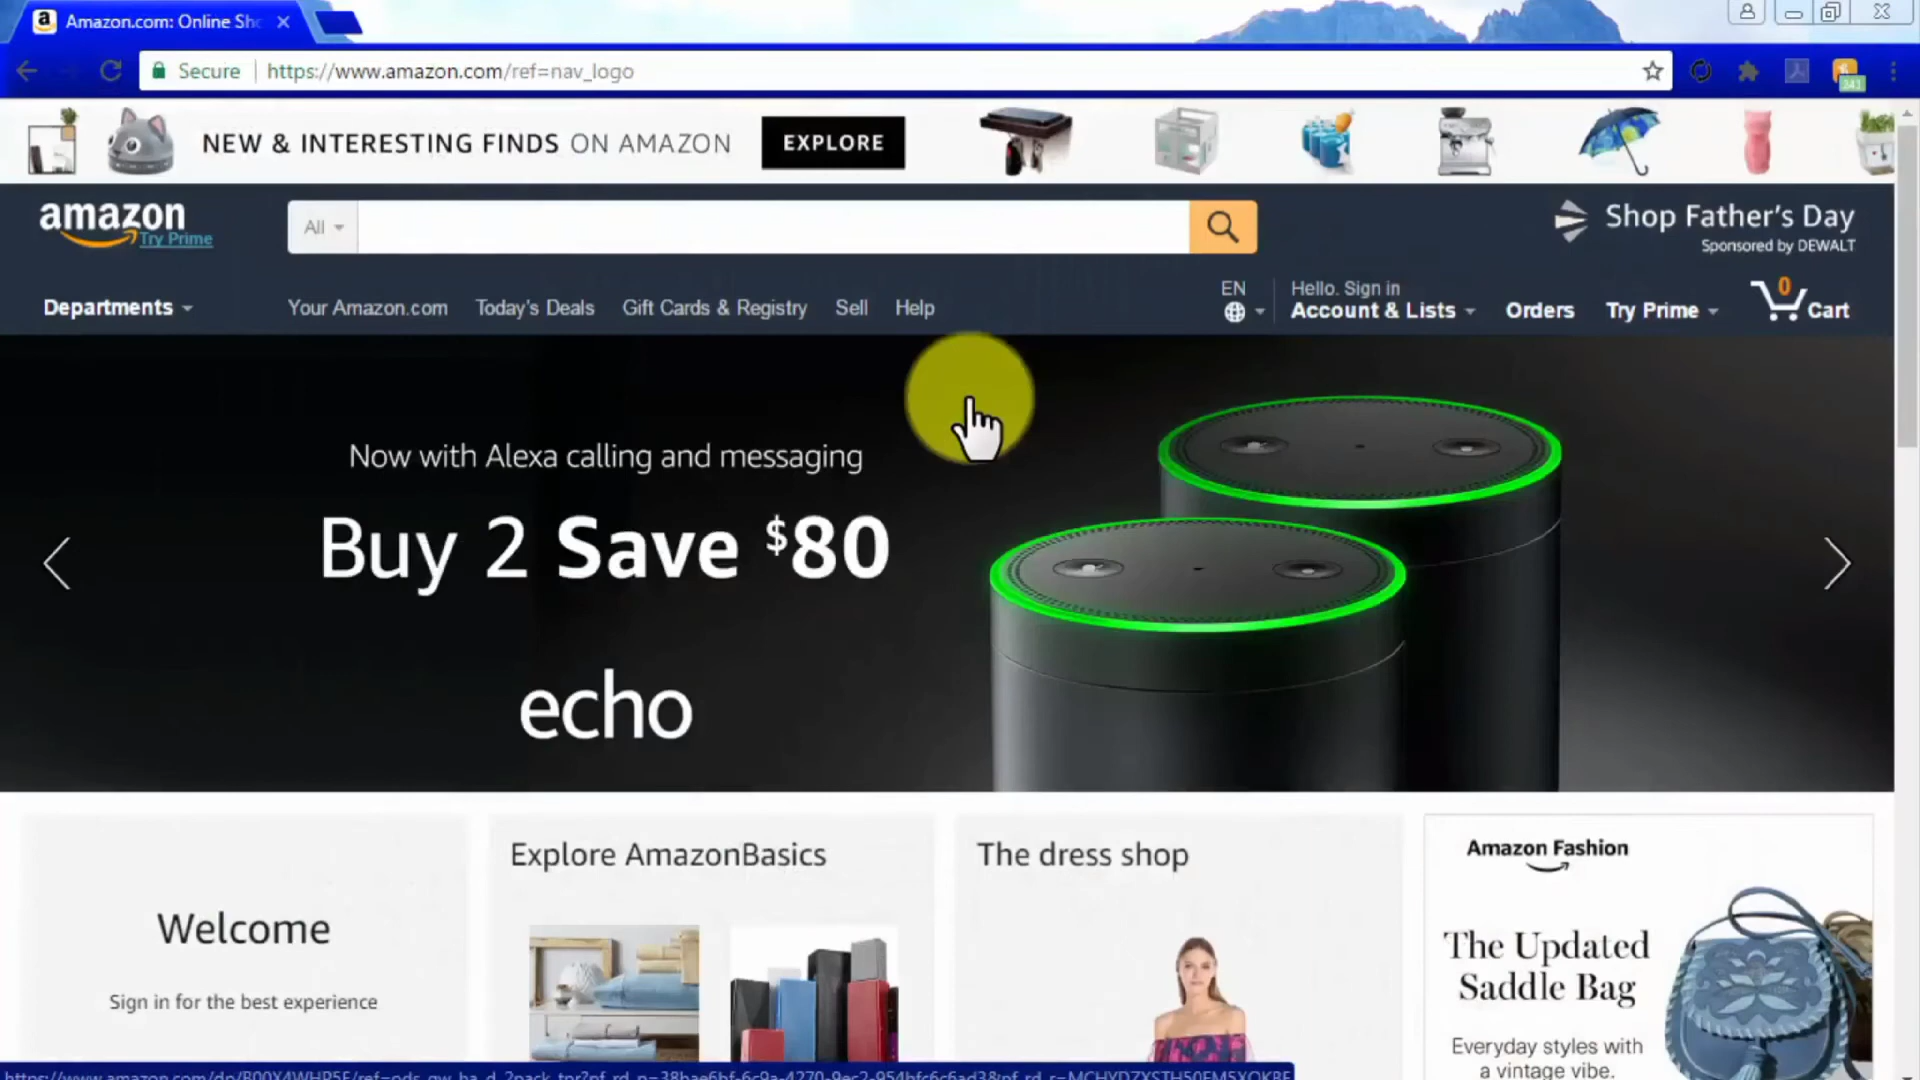 Amazon.com: Online Sho
Secure https://www.amazon.com/ref=nav_logo
341
NEW & INTERESTING FINDS ON AMAZON EXPLORE
amazon
Try Prime
All
Shop Father's Day
Sponsored by DEWALT
Departments
Your Amazon.com Today's Deals Gift Cards & Registry Sell Help
EN
Hello. Sign in
Account & Lists
Orders
Try Prime
0
Cart
Now with Alexa calling and messaging
Buy 2 Save $80
echo
Welcome
Sign in for the best experience
Explore AmazonBasics
The dress shop
Amazon Fashion
The Updated
Saddle Bag
Everyday styles with
a vintage vibe.